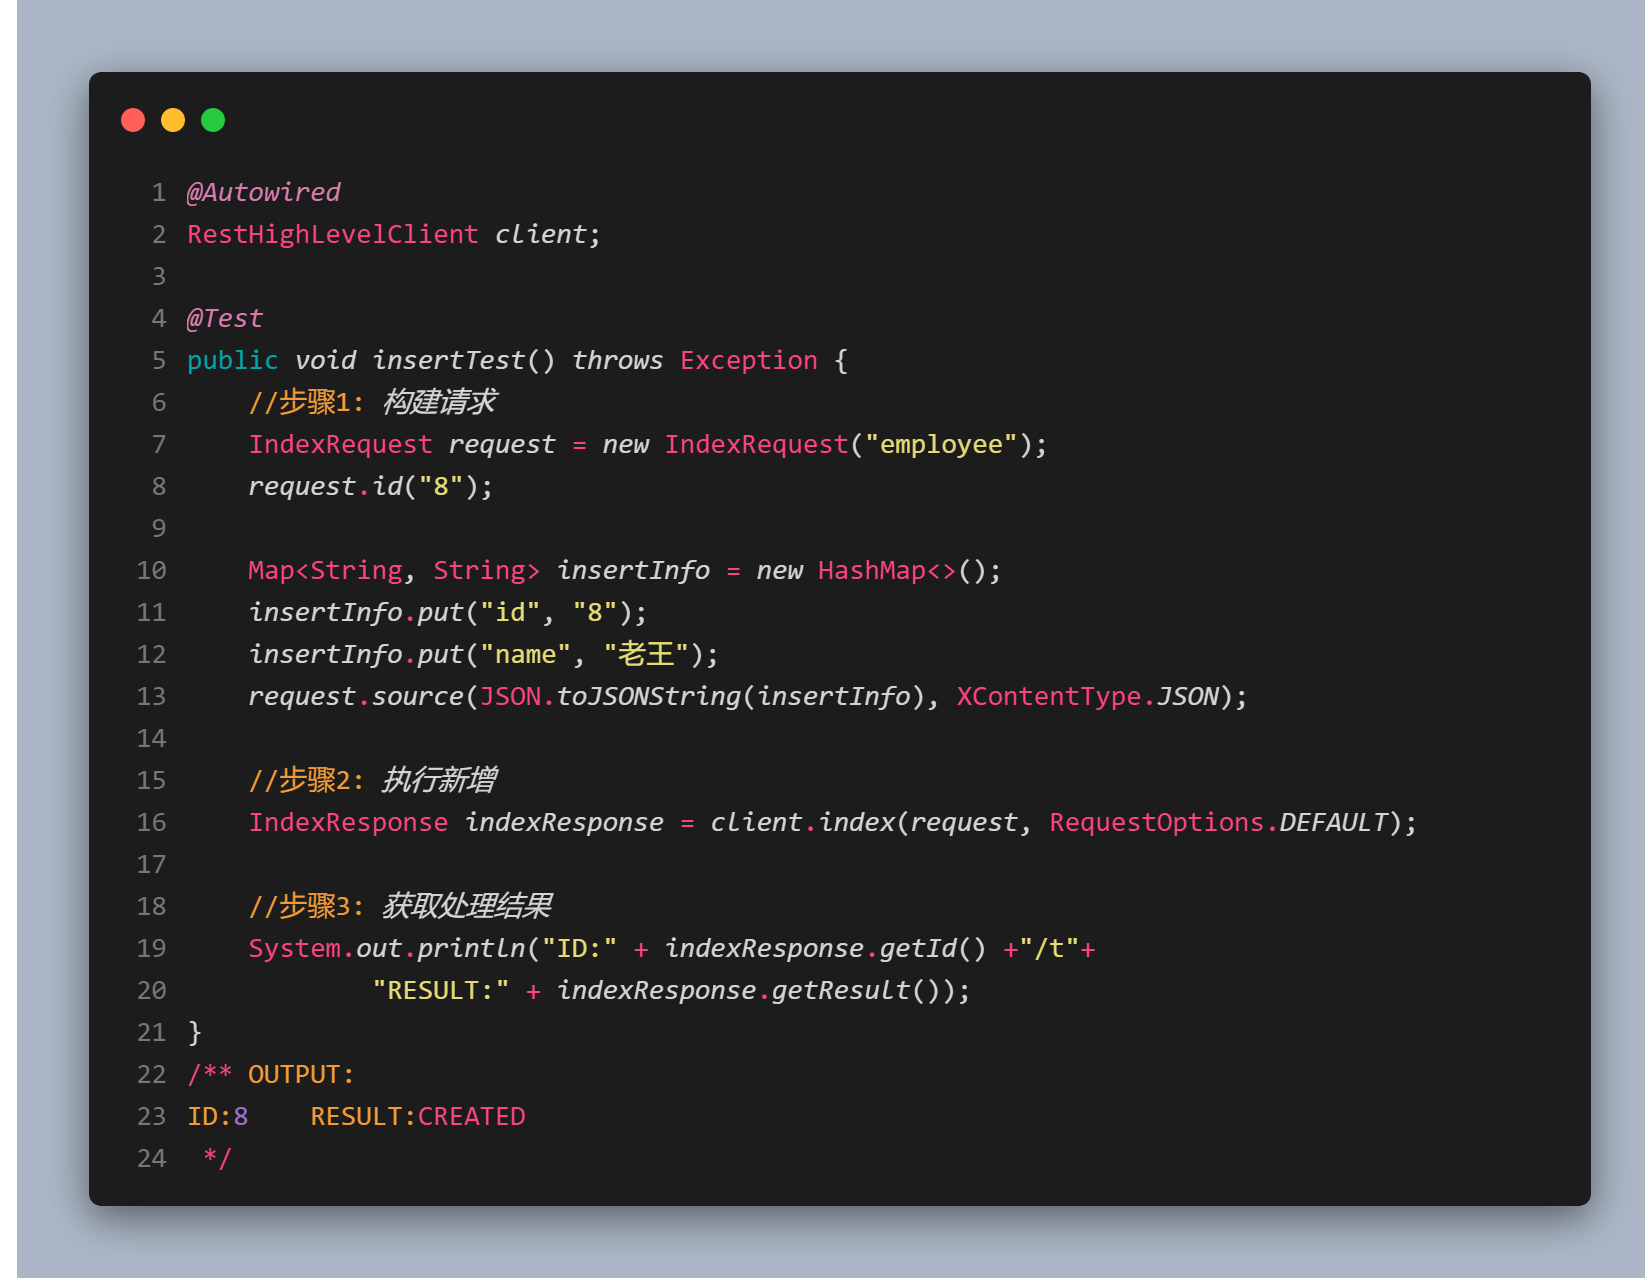 1 @Autowired
2 RestHighLevelClient client;
3
4 @Test
5 public void insertTest() throws Exception {
6     //步骤1: 构建请求
7     IndexRequest request = new IndexRequest("employee");
8     request.id("8");
9
10     Map<String, String> insertInfo = new HashMap<>();
11     insertInfo.put("id", "8");
12     insertInfo.put("name", "老王");
13     request.source(JSON.toJSONString(insertInfo), XContentType.JSON);
14
15     //步骤2: 执行新增
16     IndexResponse indexResponse = client.index(request, RequestOptions.DEFAULT);
17
18     //步骤3: 获取处理结果
19     System.out.println("ID:" + indexResponse.getId() +"/t"+
20             "RESULT:" + indexResponse.getResult());
21 }
22 /** OUTPUT:
23 ID:8    RESULT:CREATED
24  */